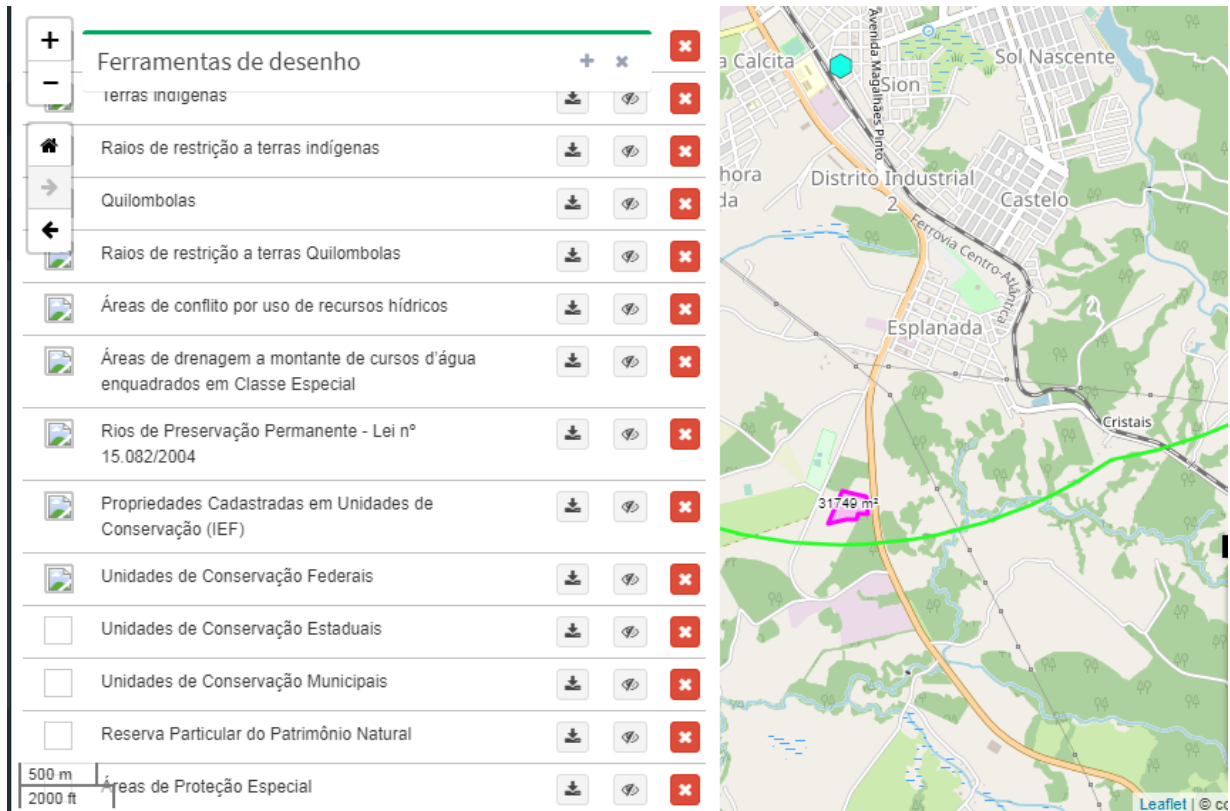 +
Ferramentas de desenho
−
Terras indígenas
Raios de restrição a terras indígenas
Quilombolas
Raios de restrição a terras Quilombolas
Áreas de conflito por uso de recursos hídricos
Áreas de drenagem a montante de cursos d'água
enquadrados em Classe Especial
Rios de Preservação Permanente - Lei nº
15.082/2004
Propriedades Cadastradas em Unidades de
Conservação (IEF)
Unidades de Conservação Federais
Unidades de Conservação Estaduais
Unidades de Conservação Municipais
Reserva Particular do Patrimônio Natural
Áreas de Proteção Especial
500 m
2000 ft
Avenida Magalhães Pinto
a Calcita
Sol Nascente
Sion
hora
da
Distrito Industrial
2
Castelo
Ferrovia Centro-Atlântica
Esplanada
Cristais
31749 m²
Leaflet | © co